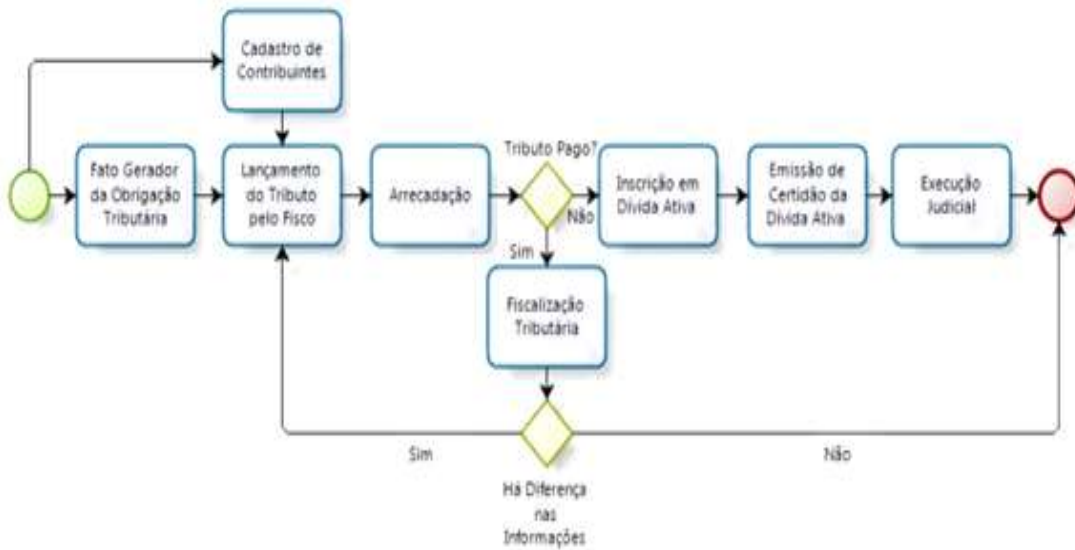 Cadastro de
Contribuintes
Fato Gerador
da Obrigação
Tributária
Lançamento
do Tributo
pelo Fisco
Arrecadação
Tributo Pago?
Não
Sim
Inscrição em
Dívida Ativa
Emissão de
Certidão da
Dívida Ativa
Execução
Judicial
Fiscalização
Tributária
Sim
Não
Há Diferença
nas
Informações